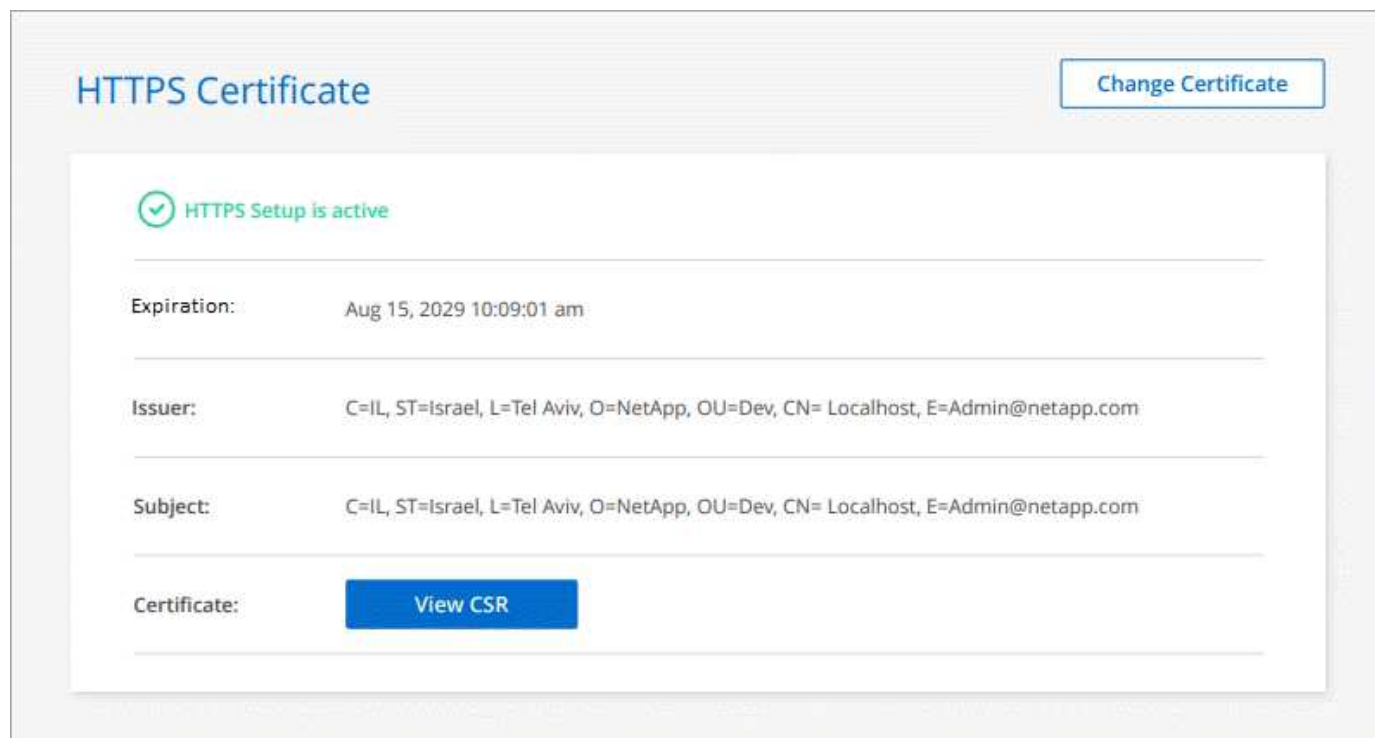 HTTPS Certificate
Change Certificate
HTTPS Setup is active
Expiration: Aug 15, 2029 10:09:01 am
Issuer: C=IL, ST=Israel, L=Tel Aviv, O=NetApp, OU=Dev, CN= Localhost, E=Admin@netapp.com
Subject: C=IL, ST=Israel, L=Tel Aviv, O=NetApp, OU=Dev, CN= Localhost, E=Admin@netapp.com
Certificate: View CSR